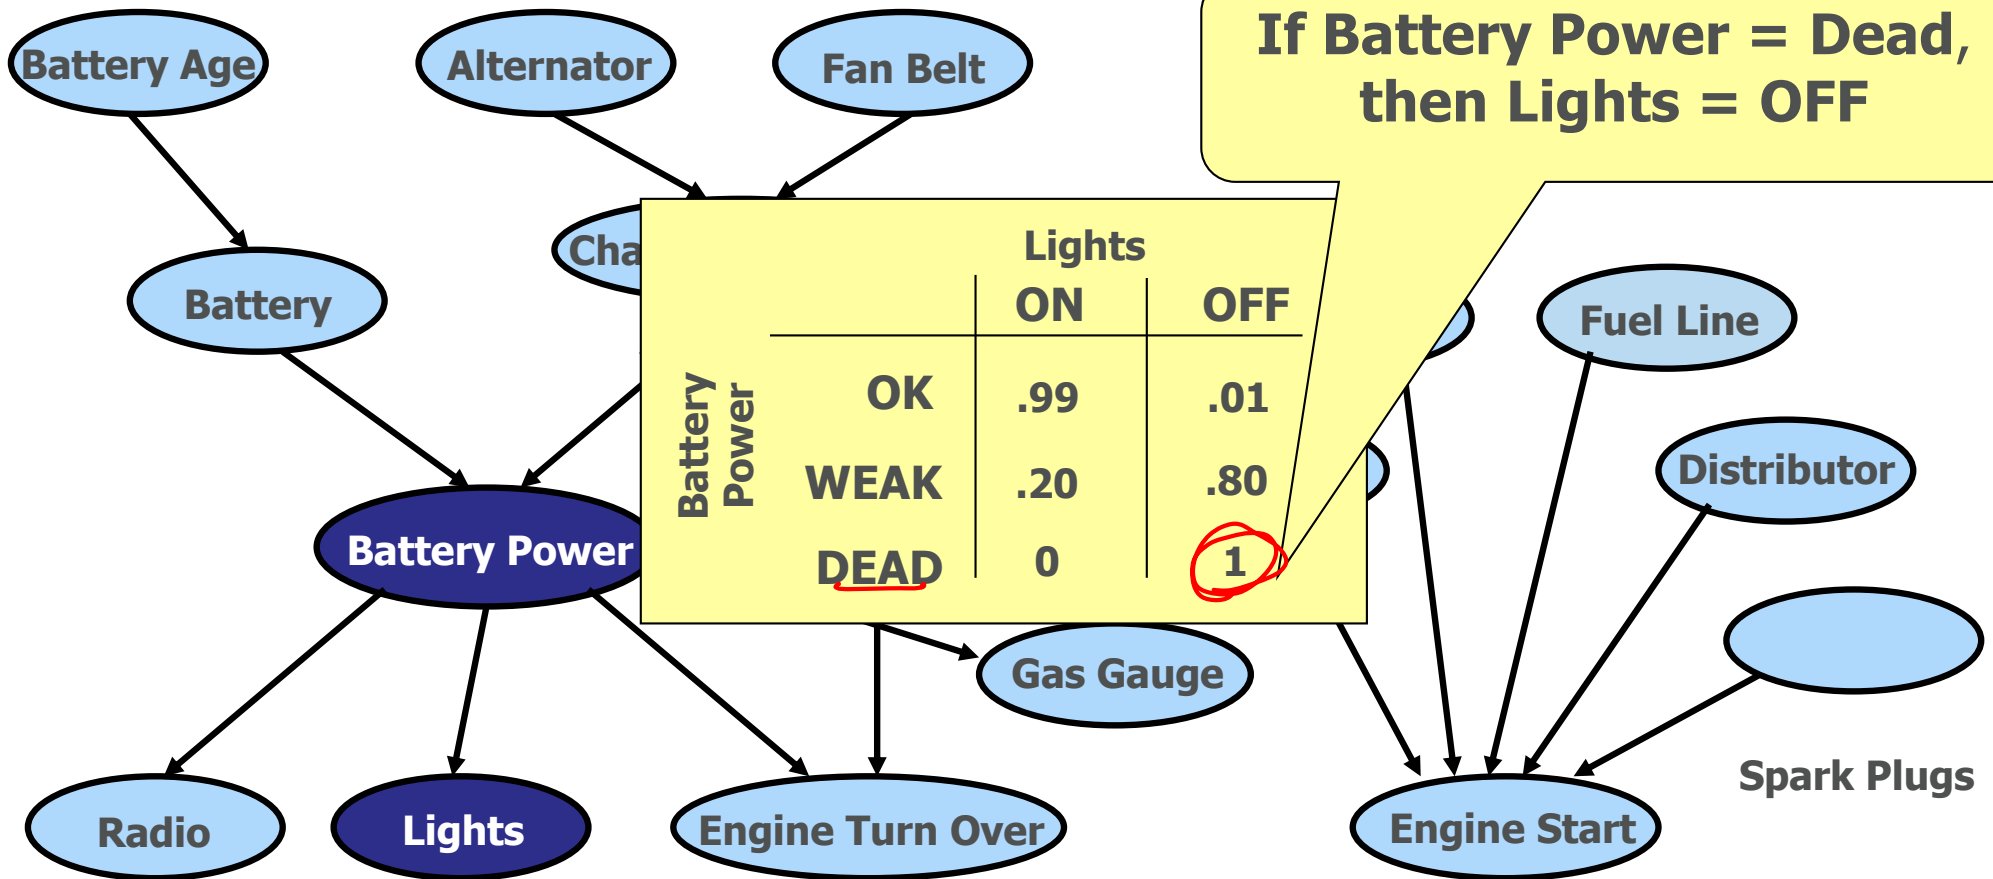 If Battery Power = Dead,
then Lights = OFF
Battery Age
Alternator
Fan Belt
Cha
Battery
Lights
ON OFF
Battery
Power
OK .99 .01
WEAK .20 .80
DEAD 0 1
Fuel Line
Distributor
Battery Power
Gas Gauge
Spark Plugs
Radio
Lights
Engine Turn Over
Engine Start